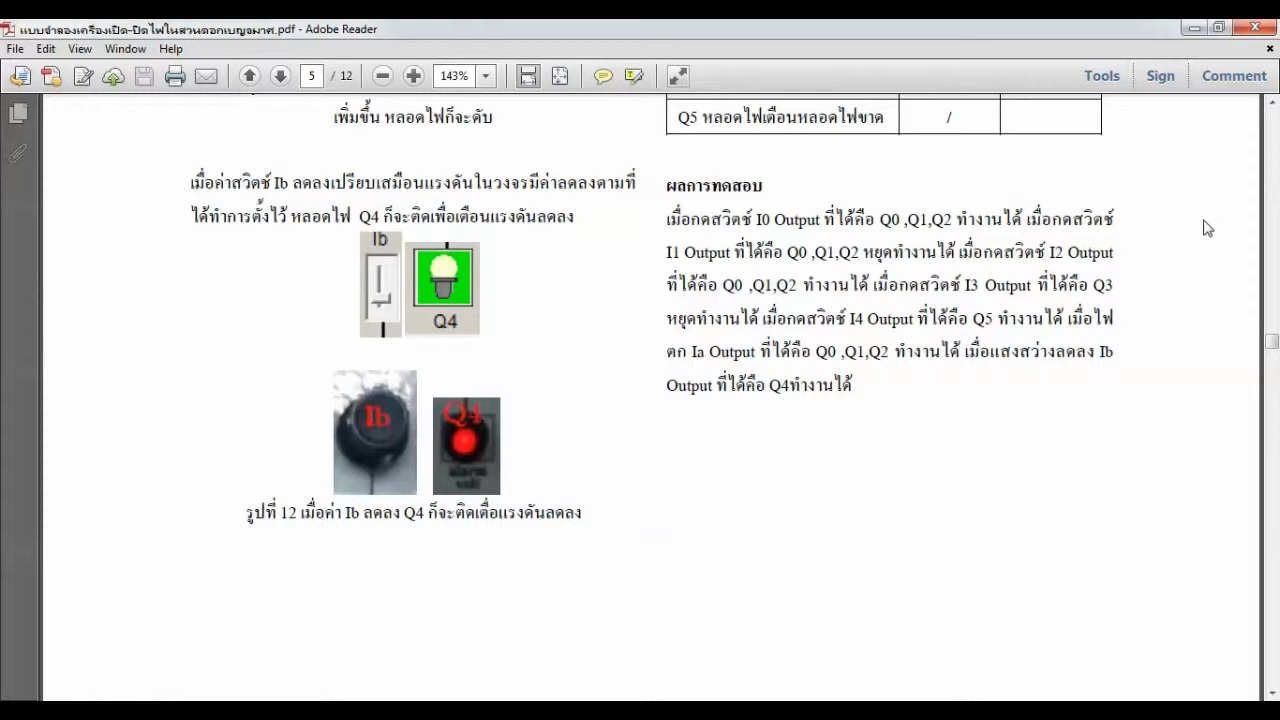 แบบจำลองเครื่องเปิด-ปิดไฟในสวนดอกเบญจมาศ.pdf - Adobe Reader
File Edit View Window Help
5 / 12 143% Tools Sign Comment
เพิ่มขึ้น หลอดไฟก็จะดับ
เมื่อค่าสวิตซ์ Ib ลดลงเปรียบเสมือนแรงดันในวงจรมีค่าลดลงตามที่
ได้ทำการตั้งไว้ หลอดไฟ Q4 ก็จะติดเพื่อเตือนแรงดันลดลง
Ib
Q4
Ib Q4
alarm
volt
รูปที่ 12 เมื่อค่า Ib ลดลง Q4 ก็จะติดเตื่อแรงดันลดลง
Q5 หลอดไฟเตือนหลอดไฟขาด /
ผลการทดสอบ
เมื่อกดสวิตช์ I0 Output ที่ได้คือ Q0 ,Q1,Q2 ทำงานได้ เมื่อกดสวิตช์
I1 Output ที่ได้คือ Q0 ,Q1,Q2 หยุดทำงานได้ เมื่อกดสวิตช์ I2 Output
ที่ได้คือ Q0 ,Q1,Q2 ทำงานได้ เมื่อกดสวิตช์ I3 Output ที่ได้คือ Q3
หยุดทำงานได้ เมื่อกดสวิตช์ I4 Output ที่ได้คือ Q5 ทำงานได้ เมื่อไฟ
ตก Ia Output ที่ได้คือ Q0 ,Q1,Q2 ทำงานได้ เมื่อแสงสว่างลดลง Ib
Output ที่ได้คือ Q4ทำงานได้